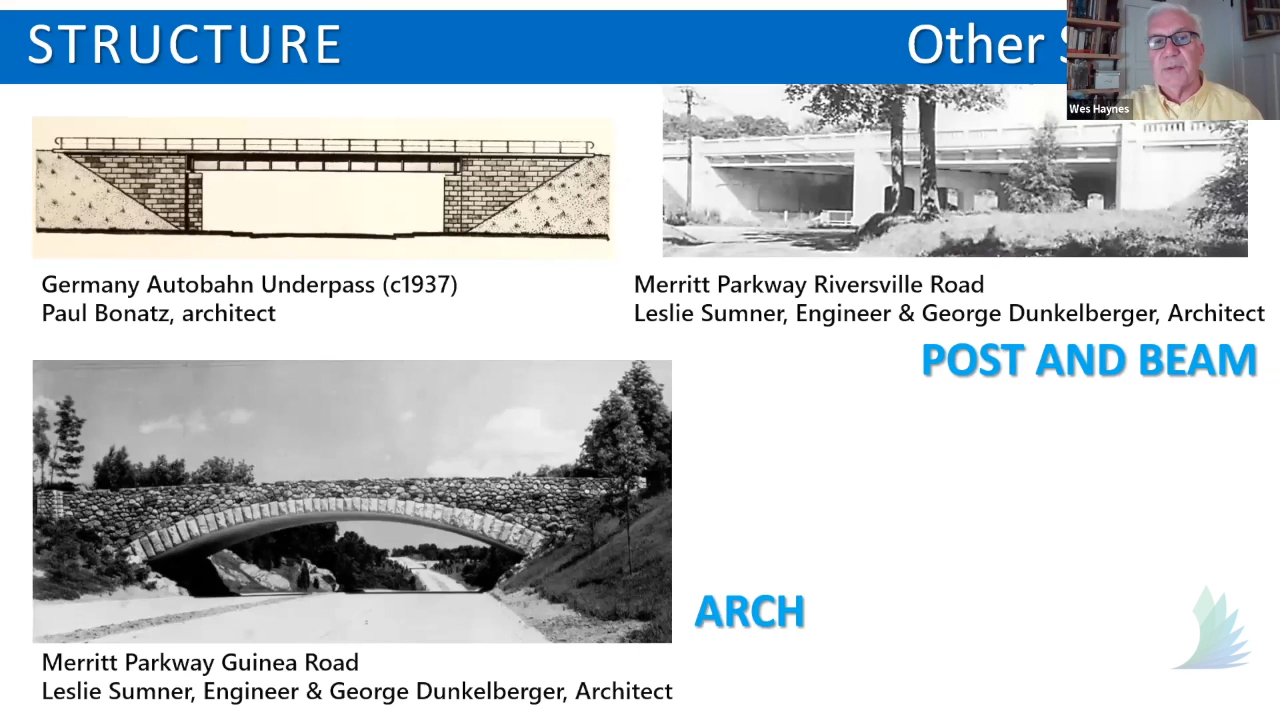 STRUCTURE
Other
Wes Haynes
Germany Autobahn Underpass (c1937)
Paul Bonatz, architect
Merritt Parkway Riversville Road
Leslie Sumner, Engineer & George Dunkelberger, Architect
POST AND BEAM
ARCH
Merritt Parkway Guinea Road
Leslie Sumner, Engineer & George Dunkelberger, Architect